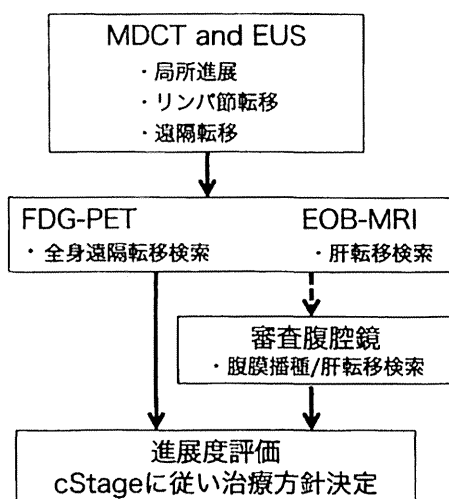 MDCT and EUS
・局所進展
・リンパ節転移
・遠隔転移
FDG-PET
・全身遠隔転移検索
EOB-MRI
・肝転移検索
審査腹腔鏡
・腹膜播種/肝転移検索
進展度評価
cStageに従い治療方針決定